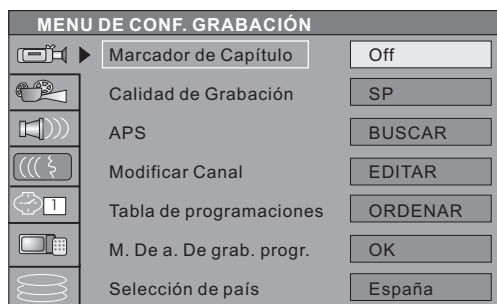 MENU DE CONF. GRABACIÓN
Marcador de Capítulo Off
Calidad de Grabación SP
APS BUSCAR
Modificar Canal EDITAR
1 Tabla de programaciones ORDENAR
M. De a. De grab. progr. OK
Selección de país España